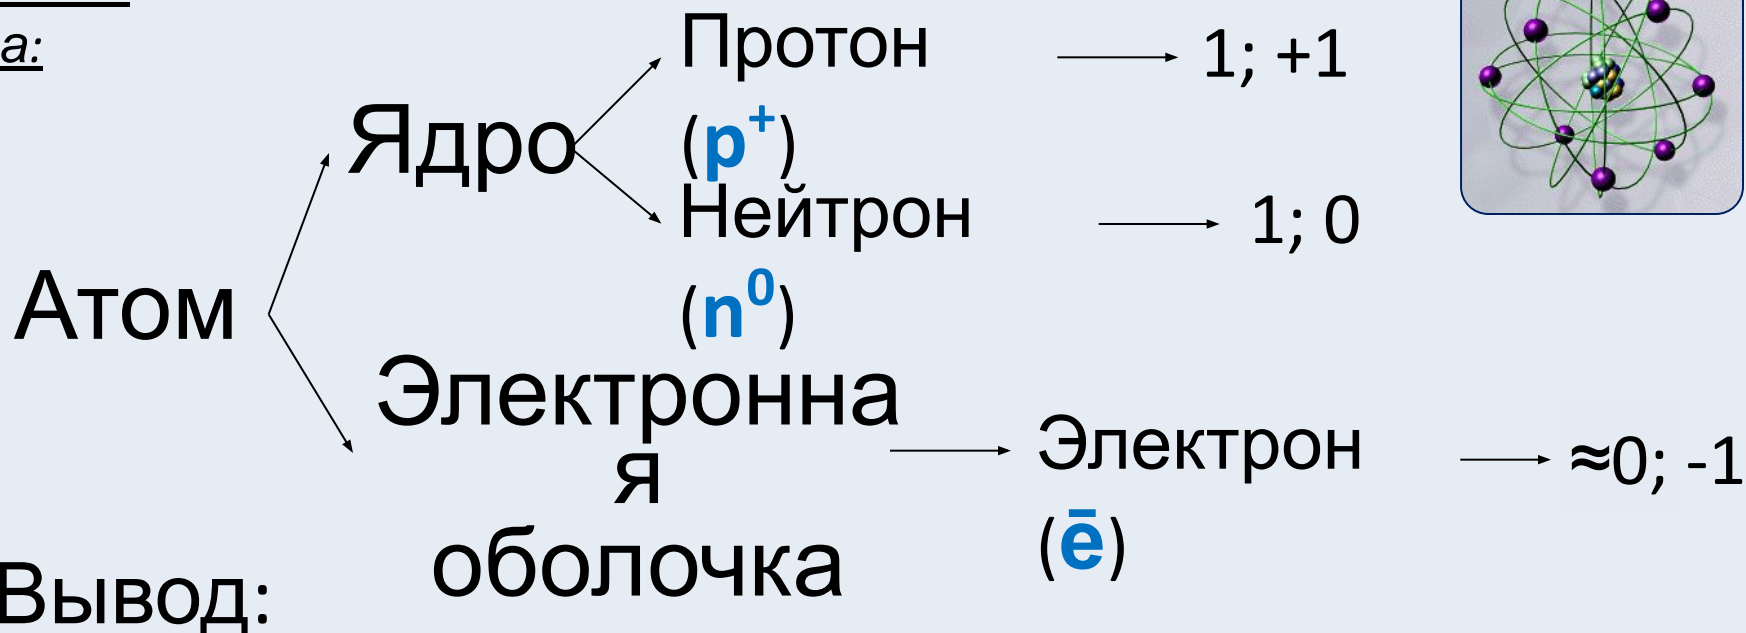 а:
Протон
1; +1
(p⁺)
Ядро
Нейтрон
1; 0
(n⁰)
Атом
Электронна
я
оболочка
Электрон
(ē)
≈0; -1
Вывод: